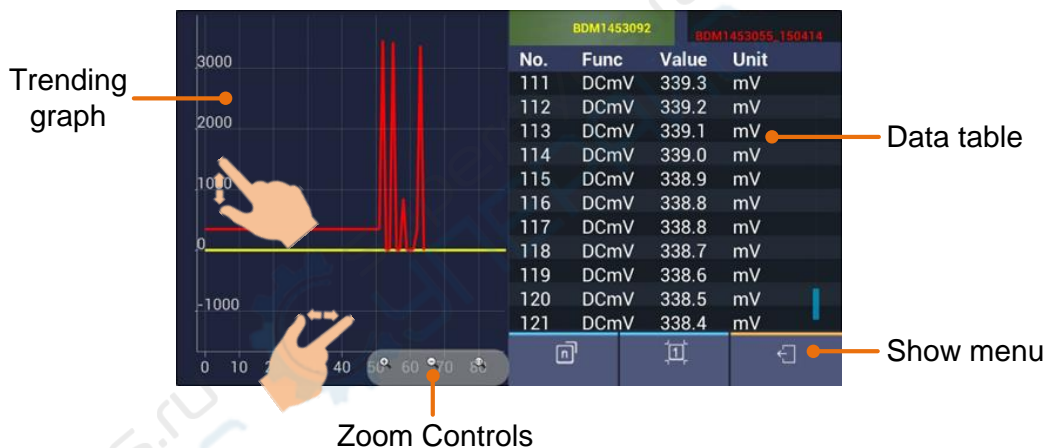 BDM1453092
BDM1453055_150414
3000
2000
1000
0
-1000
0 10 2 40 50 60 70 80
No. Func Value Unit
111 DCmV 339.3 mV
112 DCmV 339.2 mV
113 DCmV 339.1 mV
114 DCmV 339.0 mV
115 DCmV 338.9 mV
116 DCmV 338.8 mV
117 DCmV 338.8 mV
118 DCmV 338.7 mV
119 DCmV 338.6 mV
120 DCmV 338.5 mV
121 DCmV 338.4 mV
n
1
Trending
graph
Data table
Show menu
Zoom Controls